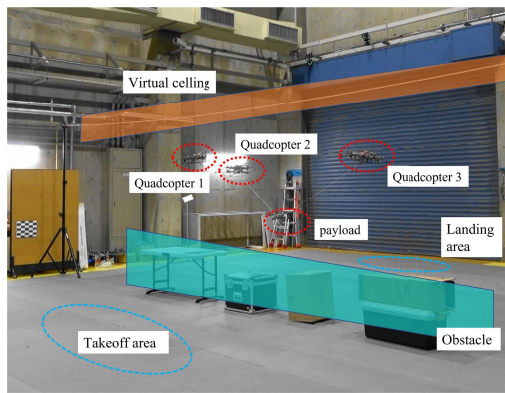 Virtual celling
Quadcopter 2
Quadcopter 1
Quadcopter 3
payload
Landing
area
Takeoff area
Obstacle